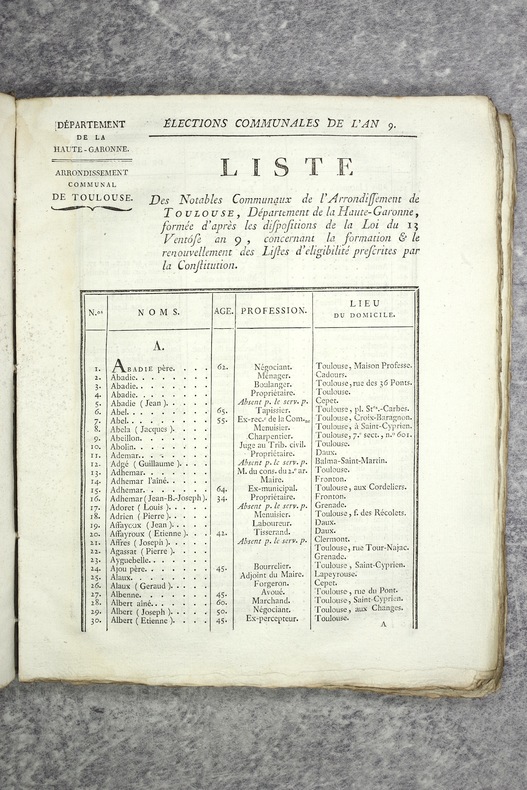 DÉPARTEMENT
DE LA
HAUTE-GARONNE.
ARRONDISSEMENT
COMMUNAL
DE TOULOUSE.
ÉLECTIONS COMMUNALES DE L'AN 9.
LISTE
Des Notables Communaux de l'Arrondiſſement de
TOULOUSE, Département de la Haute-Garonne,
formée d'après les diſpoſitions de la Loi du 13
Ventôſe an 9, concernant la formation & le
renouvellement des Liſtes d'éligibilité preſcrites par
la Conſtitution.
N.os NOMS. AGE. PROFESSION. LIEU DU DOMICILE.
A.
1. ABADIE père. 62. Négociant. Toulouse, Maison Professe.
2. Abadie. Ménager. Cadours.
3. Abadie. Boulanger. Toulouse, rue des 36 Ponts.
4. Abadie. Propriétaire. Toulouse.
5. Abadie (Jean). Absent p. le serv. p. Cepet.
6. Abel. 65. Tapissier. Toulouse, pl. Ste.-Carbes.
7. Abel. 55. Ex-rec.r de la Com. Toulouse, Croix-Baragnon.
8. Abela (Jacques). Menuisier. Toulouse, à Saint-Cyprien.
9. Abeillon. Charpentier. Toulouse, 7.e sect., n.o 601.
10. Abolin. Juge au Trib. civil. Toulouse.
11. Ademar. Propriétaire. Daux.
12. Adgé (Guillaume). Absent p. le serv. p. Balma-Saint-Martin.
13. Adhemar. M. du cons. du 2.e ar. Toulouse.
14. Adhemar l'aîné. Maire. Fronton.
15. Adhemar. 64. Ex-municipal. Toulouse, aux Cordeliers.
16. Adhemar (Jean-B.-Joseph). 34. Propriétaire. Fronton.
17. Adoret (Louis). Absent p. le serv. p. Grenade.
18. Adrien (Pierre). Menuisier. Toulouse, f. des Récolets.
19. Affayoux (Jean). Laboureur. Daux.
20. Affayroux (Etienne). 42. Tisserand. Daux.
21. Affres (Joseph). Absent p. le serv. p. Clermont.
22. Agassat (Pierre). Toulouse, rue Tour-Najac.
23. Ayguebelle. Grenade.
24. Ajou père. 45. Bourrelier. Toulouse, Saint-Cyprien.
25. Alaux. Adjoint du Maire. Lapeyrouse.
26. Alaux (Geraud). Forgeron. Cepet.
27. Albenne. 45. Avoué. Toulouse, rue du Pont.
28. Albert aîné. 60. Marchand. Toulouse, Saint-Cyprien.
29. Albert (Joseph). 50. Négociant. Toulouse, aux Changes.
30. Albert (Etienne). 45. Ex-percepteur. Toulouse.
A